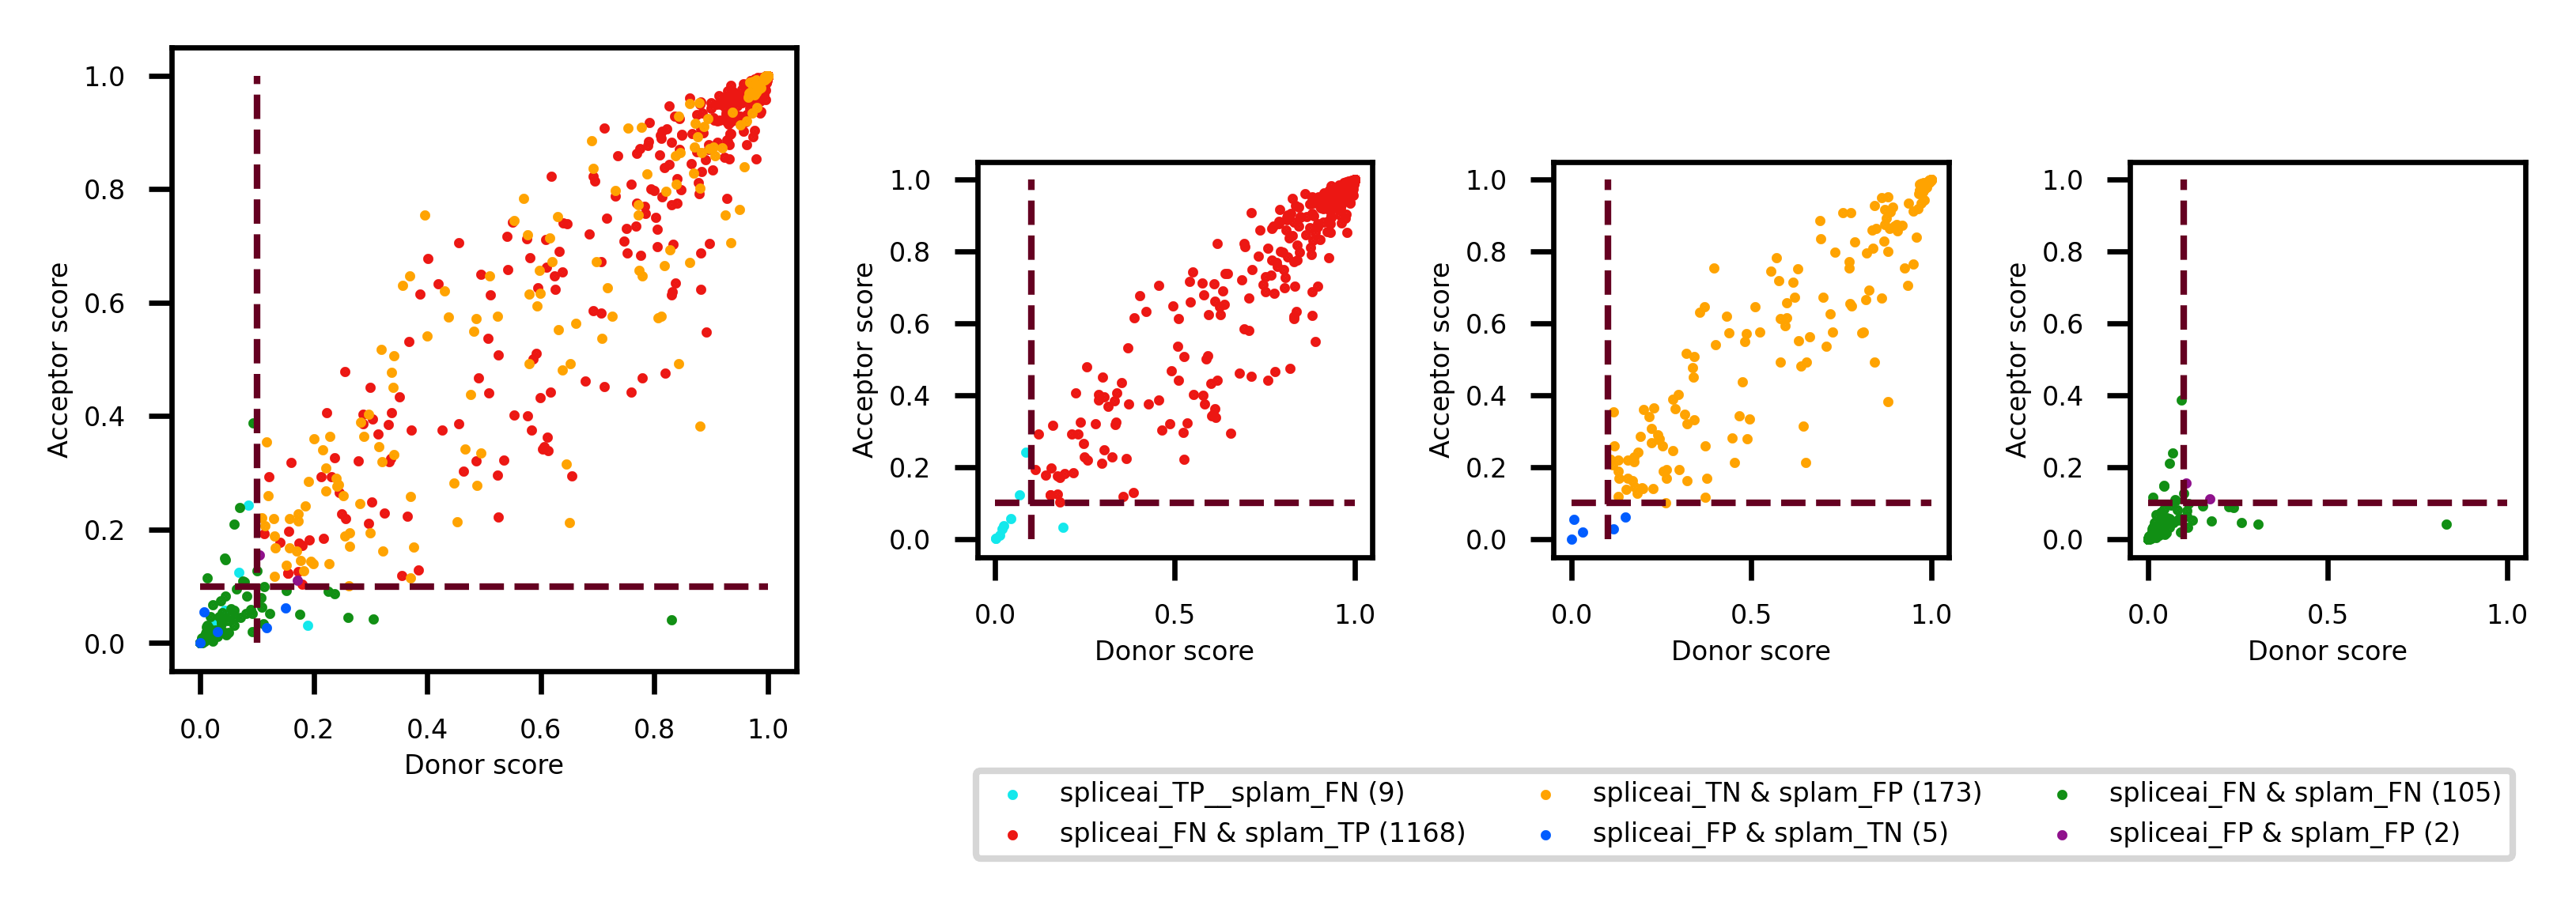 1.0
0.8
0.6
0.4
0.2
0.0
Acceptor score
0.0 0.2 0.4 0.6 0.8 1.0
Donor score
1.0
0.8
0.6
0.4
0.2
0.0
Acceptor score
0.0 0.5 1.0
Donor score
1.0
0.8
0.6
0.4
0.2
0.0
Acceptor score
0.0 0.5 1.0
Donor score
1.0
0.8
0.6
0.4
0.2
0.0
Acceptor score
0.0 0.5 1.0
Donor score
spliceai_TP__splam_FN (9)
spliceai_FN & splam_TP (1168)
spliceai_TN & splam_FP (173)
spliceai_FP & splam_TN (5)
spliceai_FN & splam_FN (105)
spliceai_FP & splam_FP (2)